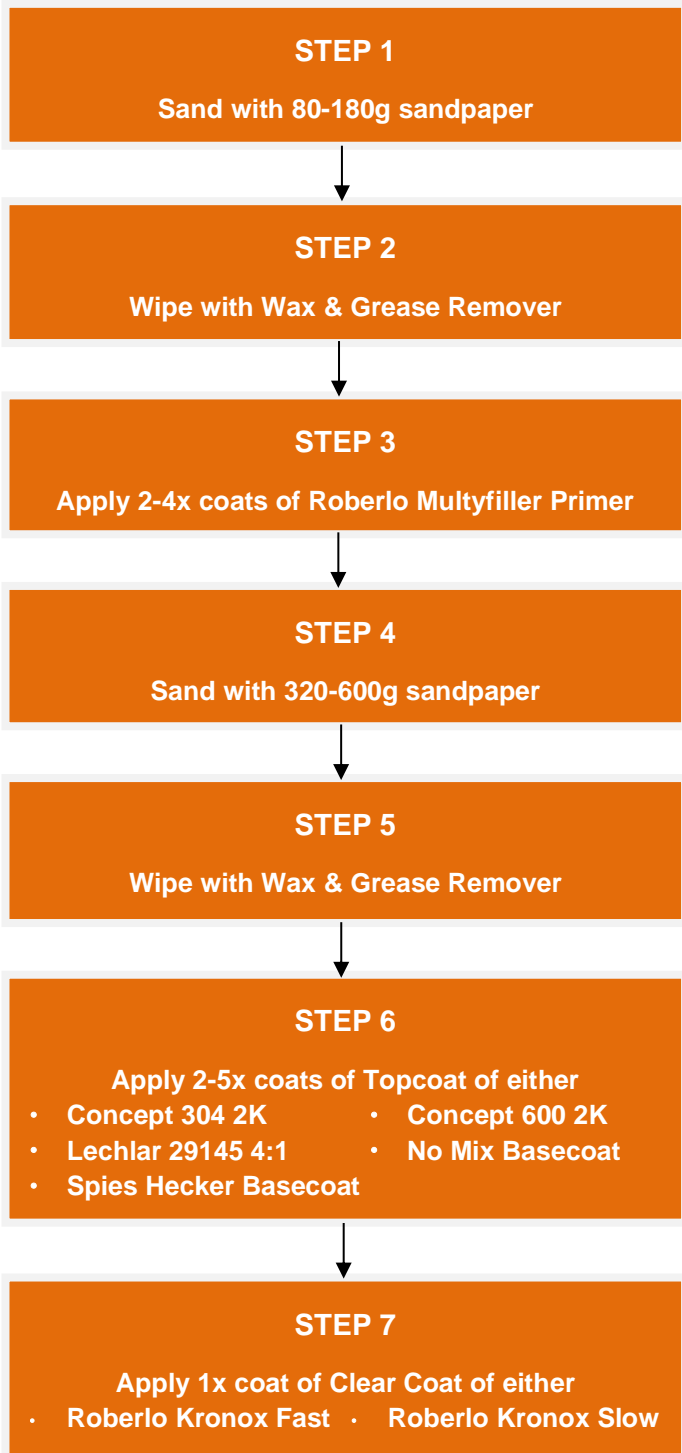 STEP 1
Sand with 80-180g sandpaper
STEP 2
Wipe with Wax & Grease Remover
STEP 3
Apply 2-4x coats of Roberlo Multyfiller Primer
STEP 4
Sand with 320-600g sandpaper
STEP 5
Wipe with Wax & Grease Remover
STEP 6
Apply 2-5x coats of Topcoat of either
• Concept 304 2K • Concept 600 2K
• Lechlar 29145 4:1 • No Mix Basecoat
• Spies Hecker Basecoat
STEP 7
Apply 1x coat of Clear Coat of either
• Roberlo Kronox Fast • Roberlo Kronox Slow